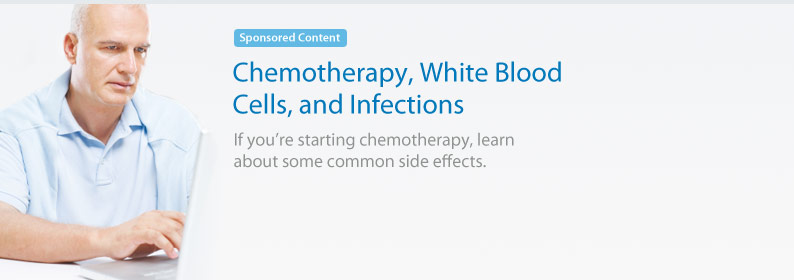 Sponsored Content
Chemotherapy, White Blood
Cells, and Infections
If you’re starting chemotherapy, learn
about some common side effects.